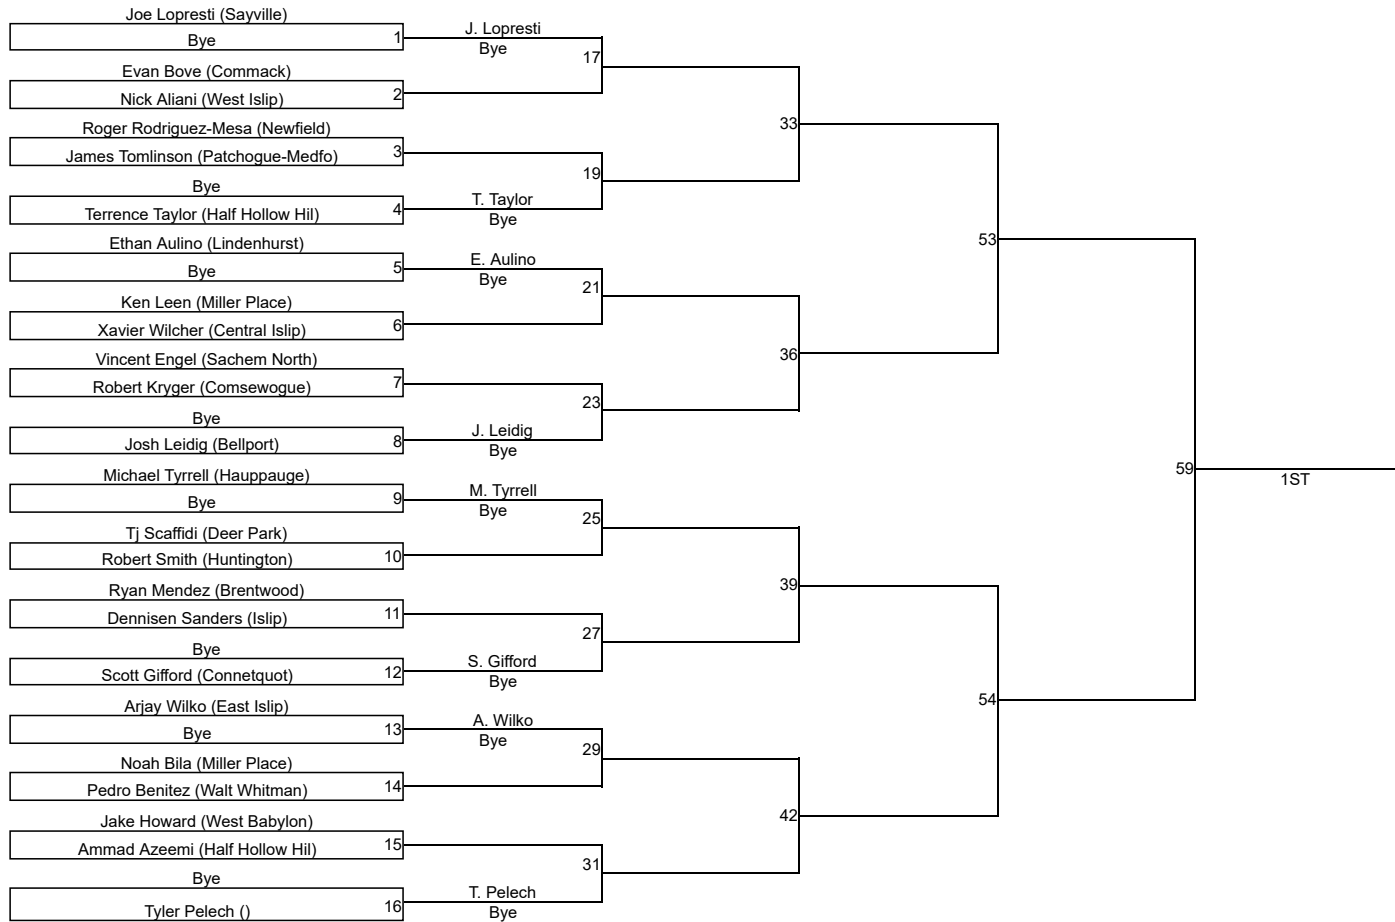 Joe Lopresti (Sayville)
Bye
1
J. Lopresti
Bye
17
Evan Bove (Commack)
Nick Aliani (West Islip)
2
33
Roger Rodriguez-Mesa (Newfield)
James Tomlinson (Patchogue-Medfo)
3
19
Bye
Terrence Taylor (Half Hollow Hil)
4
T. Taylor
Bye
53
Ethan Aulino (Lindenhurst)
Bye
5
E. Aulino
Bye
21
Ken Leen (Miller Place)
Xavier Wilcher (Central Islip)
6
36
Vincent Engel (Sachem North)
Robert Kryger (Comsewogue)
7
23
Bye
Josh Leidig (Bellport)
8
J. Leidig
Bye
59
1ST
Michael Tyrrell (Hauppauge)
Bye
9
M. Tyrrell
Bye
25
Tj Scaffidi (Deer Park)
Robert Smith (Huntington)
10
39
Ryan Mendez (Brentwood)
Dennisen Sanders (Islip)
11
27
Bye
Scott Gifford (Connetquot)
12
S. Gifford
Bye
54
Arjay Wilko (East Islip)
Bye
13
A. Wilko
Bye
29
Noah Bila (Miller Place)
Pedro Benitez (Walt Whitman)
14
42
Jake Howard (West Babylon)
Ammad Azeemi (Half Hollow Hil)
15
31
Bye
Tyler Pelech ()
16
T. Pelech
Bye